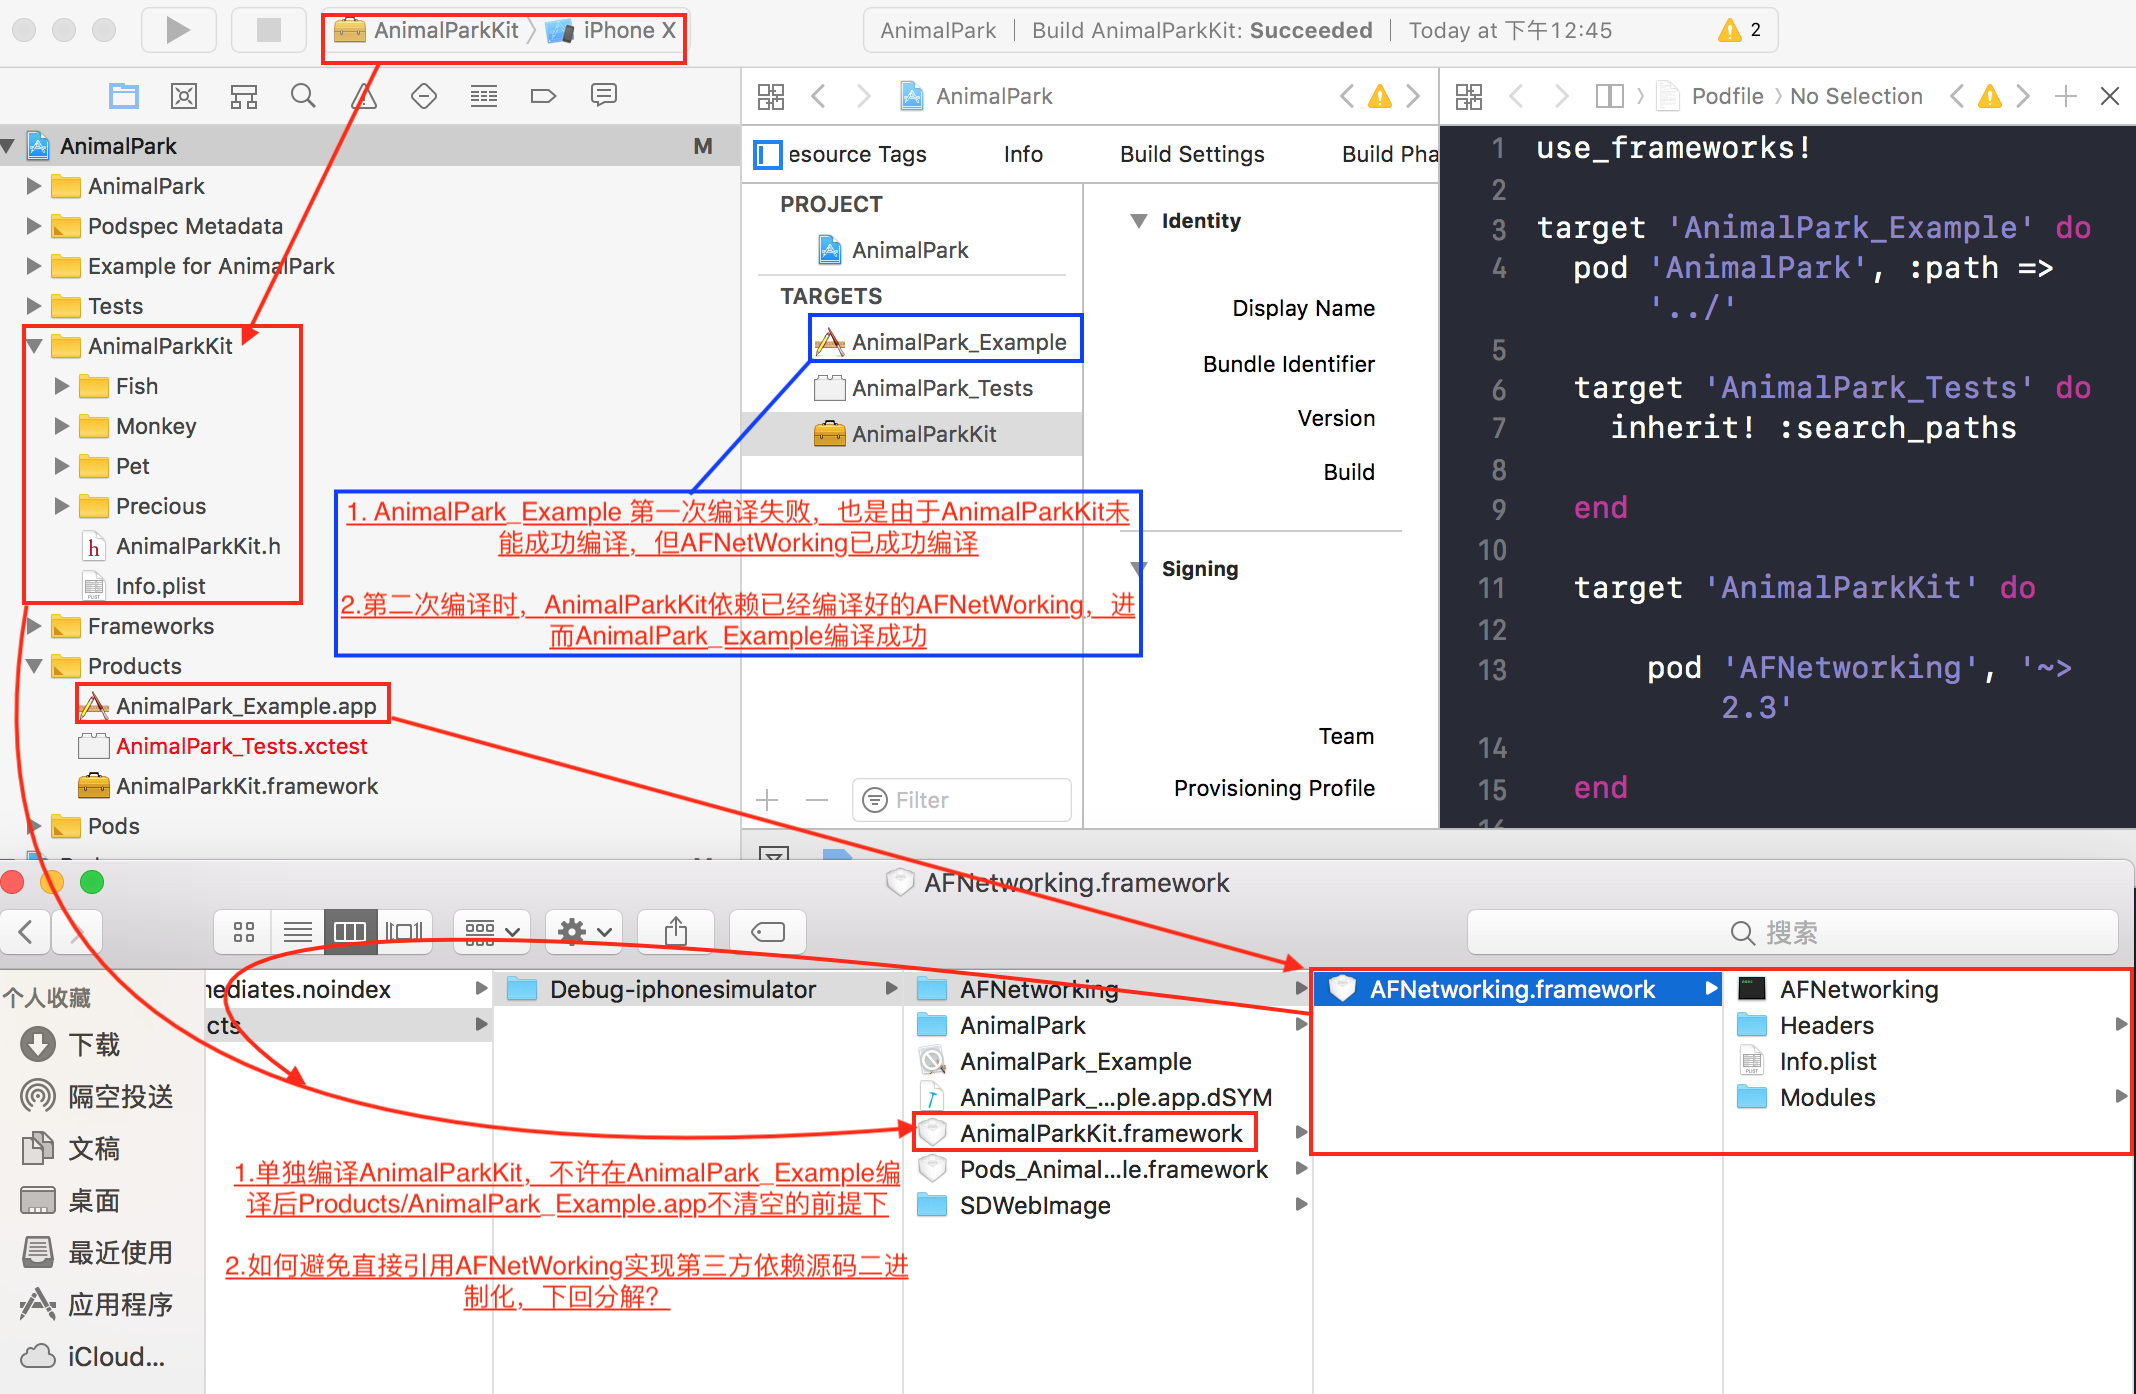 AnimalParkKit
iPhone X
AnimalPark
Build AnimalParkKit: Succeeded
Today at 下午12:45
2
AnimalPark
M
AnimalPark
Podspec Metadata
Example for AnimalPark
Tests
AnimalParkKit
Fish
Monkey
Pet
Precious
AnimalParkKit.h
Info.plist
Frameworks
Products
AnimalPark_Example.app
AnimalPark_Tests.xctest
AnimalParkKit.framework
Pods
AnimalPark
esource Tags
Info
Build Settings
Build Pha
PROJECT
AnimalPark
TARGETS
AnimalPark_Example
AnimalPark_Tests
AnimalParkKit
Filter
Identity
Display Name
Bundle Identifier
Version
Build
Signing
Team
Provisioning Profile
1. AnimalPark_Example 第一次编译失败，也是由于AnimalParkKit未
能成功编译，但AFNetWorking已成功编译
2.第二次编译时，AnimalParkKit依赖已经编译好的AFNetWorking，进
而AnimalPark_Example编译成功
Podfile
No Selection
1 use_frameworks!
2
3 target 'AnimalPark_Example' do
4 pod 'AnimalPark', :path =>
'../'
5
6 target 'AnimalPark_Tests' do
7 inherit! :search_paths
8
9 end
10
11 target 'AnimalParkKit' do
12
13 pod 'AFNetworking', '~>
2.3'
14
15 end
16
AFNetworking.framework
搜索
个人收藏
下载
隔空投送
文稿
桌面
最近使用
应用程序
iCloud...
nediates.noindex
cts
Debug-iphonesimulator
AFNetworking
AnimalPark
AnimalPark_Example
AnimalPark_...ple.app.dSYM
AnimalParkKit.framework
Pods_Animal...le.framework
SDWebImage
AFNetworking.framework
AFNetworking
Headers
Info.plist
Modules
1.单独编译AnimalParkKit，不许在AnimalPark_Example编
译后Products/AnimalPark_Example.app不清空的前提下
2.如何避免直接引用AFNetWorking实现第三方依赖源码二进
制化，下回分解？